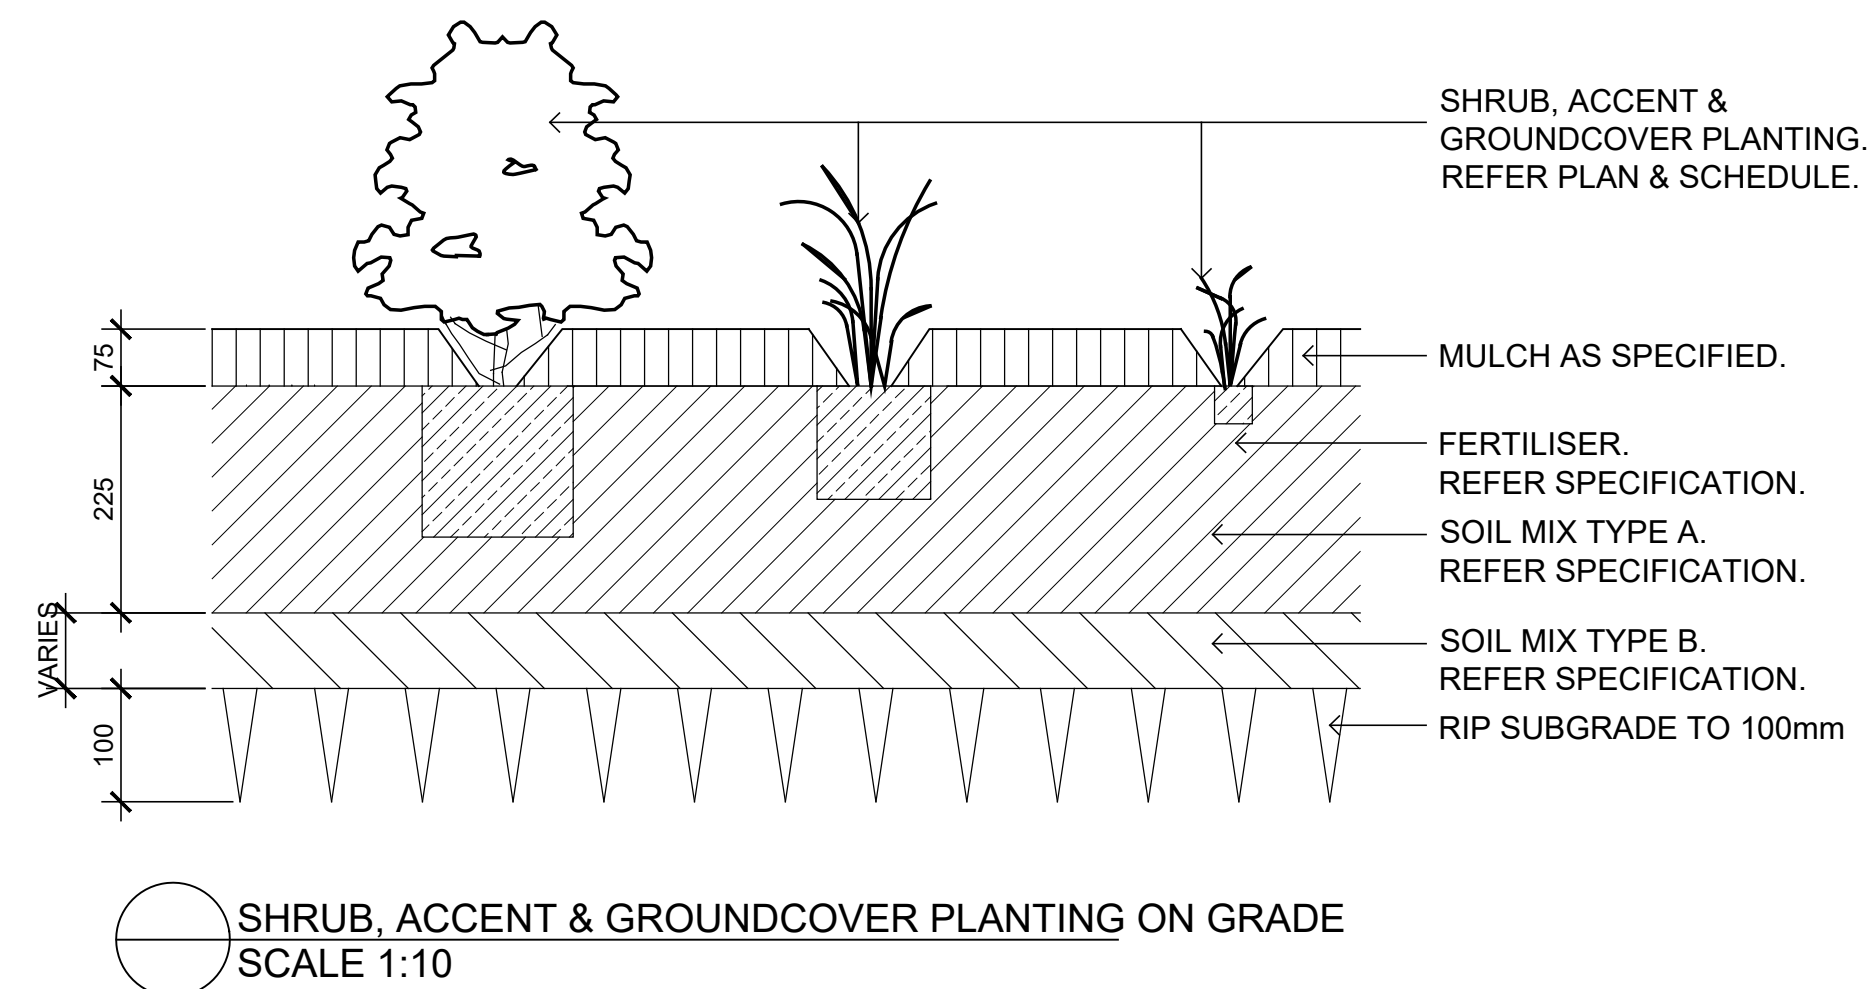 SHRUB, ACCENT &
GROUNDCOVER PLANTING.
REFER PLAN & SCHEDULE.
75
MULCH AS SPECIFIED.
225
FERTILISER.
REFER SPECIFICATION.
SOIL MIX TYPE A.
REFER SPECIFICATION.
VARIES
SOIL MIX TYPE B.
REFER SPECIFICATION.
100
RIP SUBGRADE TO 100mm
SHRUB, ACCENT & GROUNDCOVER PLANTING ON GRADE
SCALE 1:10